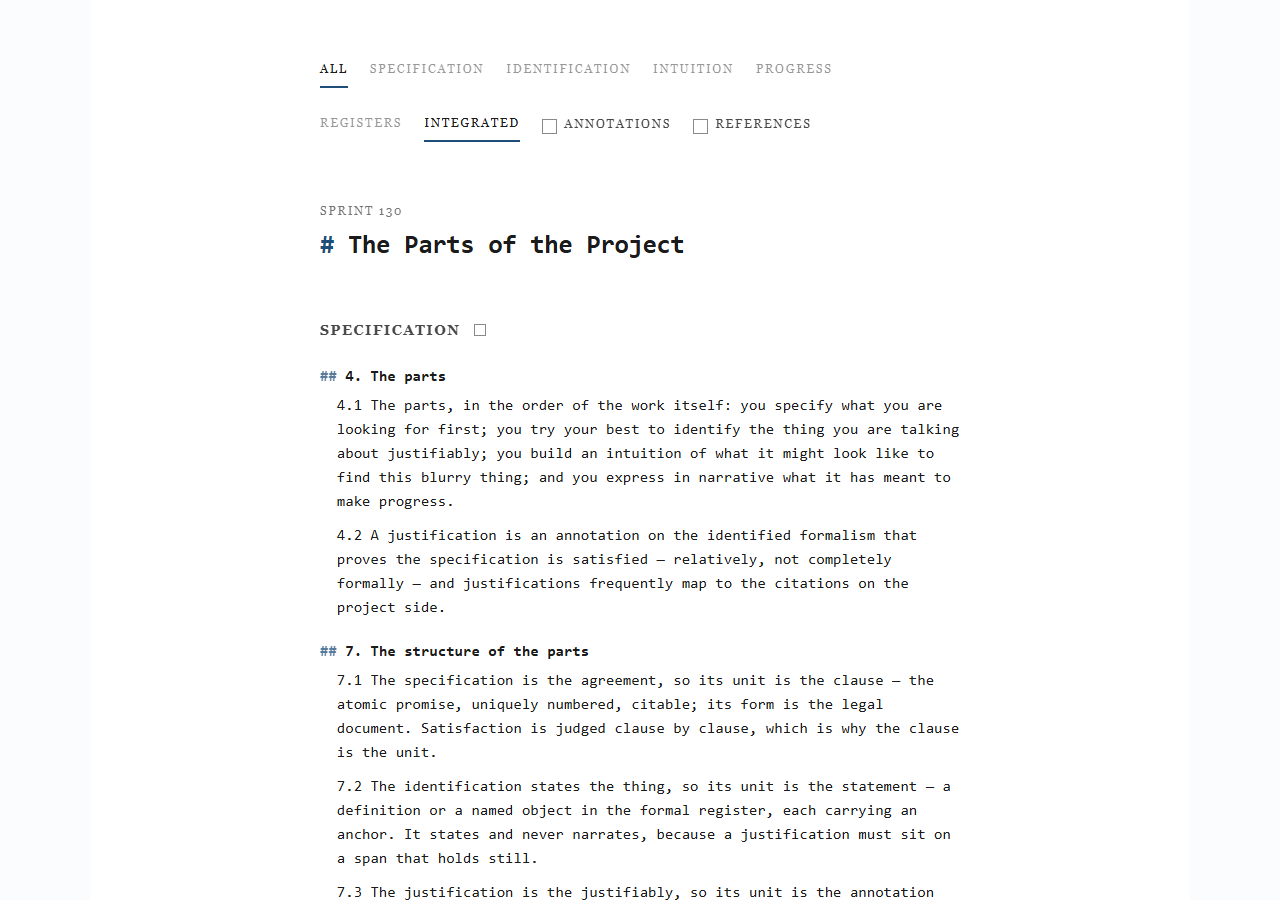 ALL SPECIFICATION IDENTIFICATION INTUITION PROGRESS
REGISTERS INTEGRATED ANNOTATIONS REFERENCES
SPRINT 130
# The Parts of the Project
SPECIFICATION
## 4. The parts
4.1 The parts, in the order of the work itself: you specify what you are
looking for first; you try your best to identify the thing you are talking
about justifiably; you build an intuition of what it might look like to
find this blurry thing; and you express in narrative what it has meant to
make progress.
4.2 A justification is an annotation on the identified formalism that
proves the specification is satisfied — relatively, not completely
formally — and justifications frequently map to the citations on the
project side.
## 7. The structure of the parts
7.1 The specification is the agreement, so its unit is the clause — the
atomic promise, uniquely numbered, citable; its form is the legal
document. Satisfaction is judged clause by clause, which is why the clause
is the unit.
7.2 The identification states the thing, so its unit is the statement — a
definition or a named object in the formal register, each carrying an
anchor. It states and never narrates, because a justification must sit on
a span that holds still.
7.3 The justification is the justifiably, so its unit is the annotation